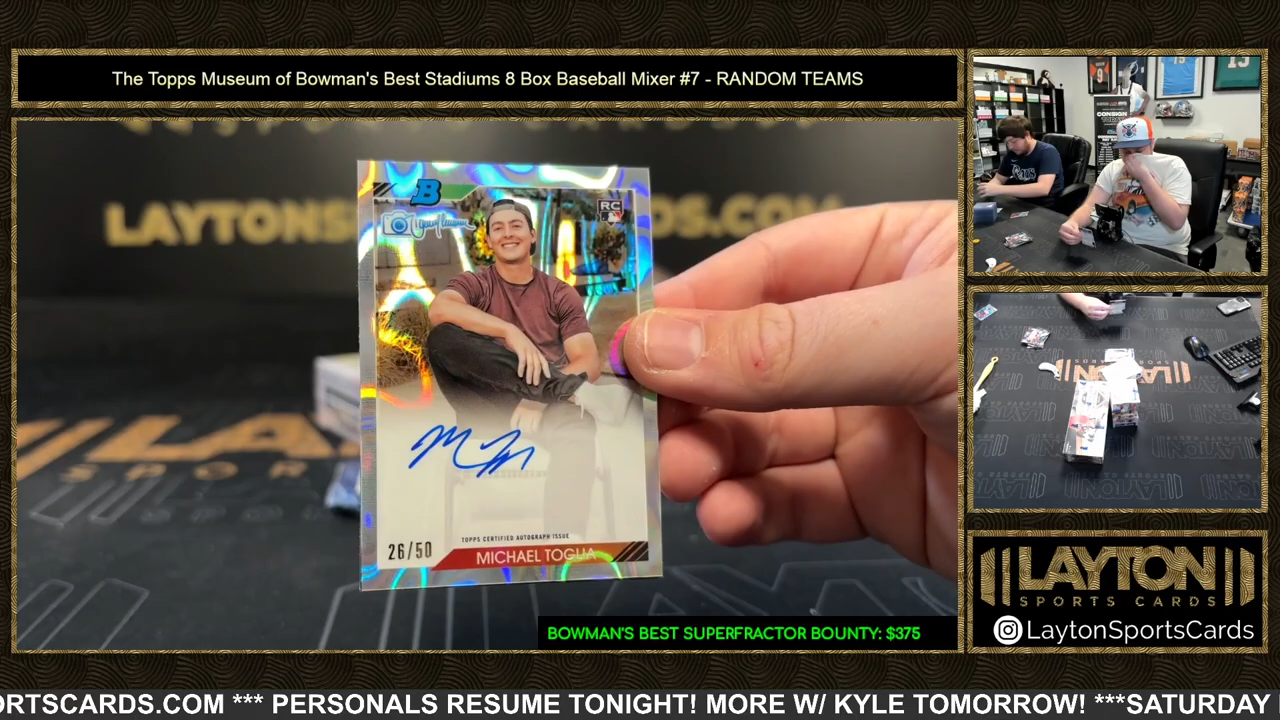 The Topps Museum of Bowman's Best Stadiums 8 Box Baseball Mixer #7 - RANDOM TEAMS
B
RC
26/50
TOPPS CERTIFIED AUTOGRAPH ISSUE
MICHAEL TOGLIA
BOWMAN'S BEST SUPERFRACTOR BOUNTY: $375
LAYTON
SPORTS CARDS
LaytonSportsCards
ORTSCARDS.COM *** PERSONALS RESUME TONIGHT! MORE W/ KYLE TOMORROW! ***SATURDAY